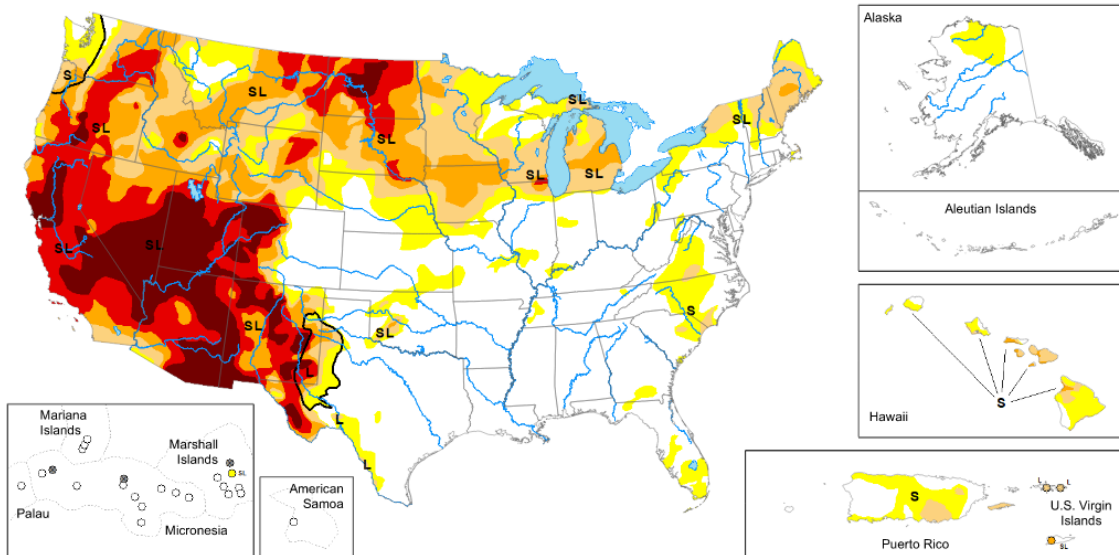 S
SL
SL
SL
SL
SL
SL
SL
SL
SL
SL
SL
S
L
L
L
Alaska
Aleutian Islands
Hawaii
S
Mariana
Islands
Marshall
Islands
SL
Palau
Micronesia
American
Samoa
S
Puerto Rico
L
L
U.S. Virgin
Islands
SL